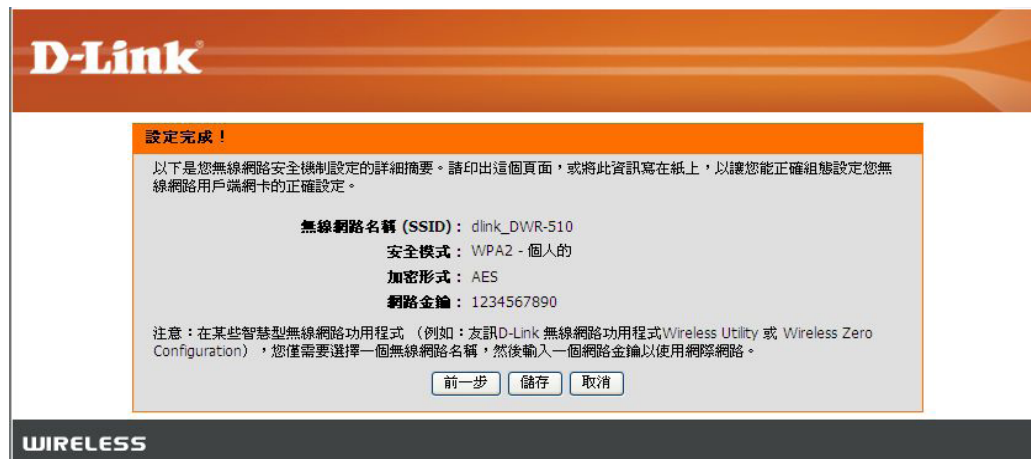 D-Link
設定完成！
以下是您無線網路安全機制設定的詳細摘要。請印出這個頁面，或將此資訊寫在紙上，以讓您能正確組態設定您無
線網路用戶端網卡的正確設定。
無線網路名稱 (SSID)： dlink_DWR-510
安全模式： WPA2 - 個人的
加密形式： AES
網路金鑰： 1234567890
注意：在某些智慧型無線網路功用程式 （例如：友訊D-Link 無線網路功用程式Wireless Utility 或 Wireless Zero
Configuration），您僅需要選擇一個無線網路名稱，然後輸入一個網路金鑰以使用網際網路。
前一步 儲存 取消
WIRELESS